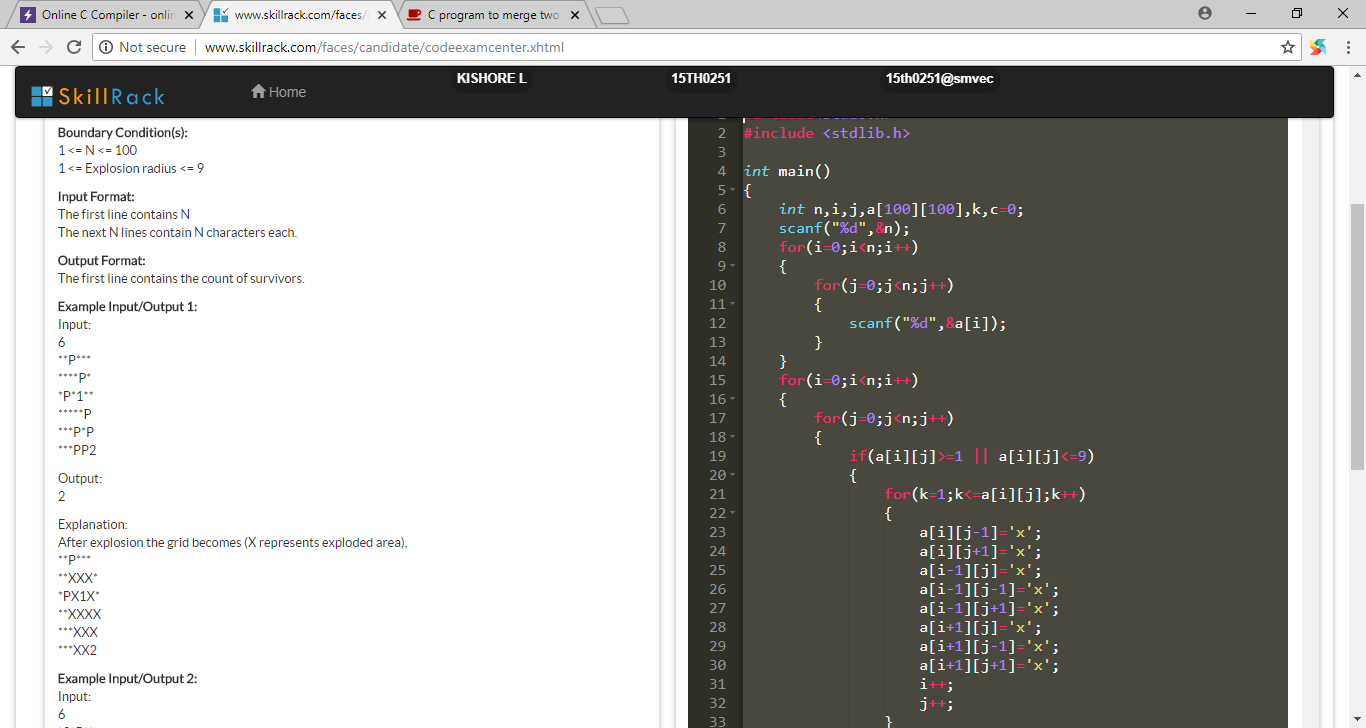 Online C Compiler - onlin
www.skillrack.com/faces/
C program to merge two
Not secure
www.skillrack.com/faces/candidate/codeexamcenter.xhtml
SkillRack
Home
KISHORE L
15TH0251
15th0251@smvec
Boundary Condition(s):
1 <= N <= 100
1 <= Explosion radius <= 9
Input Format:
The first line contains N
The next N lines contain N characters each.
Output Format:
The first line contains the count of survivors.
Example Input/Output 1:
Input:
6
**P***
****P*
*P*1**
*****P
***P*P
***PP2
Output:
2
Explanation:
After explosion the grid becomes (X represents exploded area),
**P***
**XXX*
*PX1X*
**XXXX
***XXX
***XX2
Example Input/Output 2:
Input:
6
2 #include <stdlib.h>
3
4 int main()
5 {
6 int n,i,j,a[100][100],k,c=0;
7 scanf("%d",&n);
8 for(i=0;i<n;i++)
9 {
10 for(j=0;j<n;j++)
11 {
12 scanf("%d",&a[i]);
13 }
14 }
15 for(i=0;i<n;i++)
16 {
17 for(j=0;j<n;j++)
18 {
19 if(a[i][j]>=1 || a[i][j]<=9)
20 {
21 for(k=1;k<=a[i][j];k++)
22 {
23 a[i][j-1]='x';
24 a[i][j+1]='x';
25 a[i-1][j]='x';
26 a[i-1][j-1]='x';
27 a[i-1][j+1]='x';
28 a[i+1][j]='x';
29 a[i+1][j-1]='x';
30 a[i+1][j+1]='x';
31 i++;
32 j++;
33 }